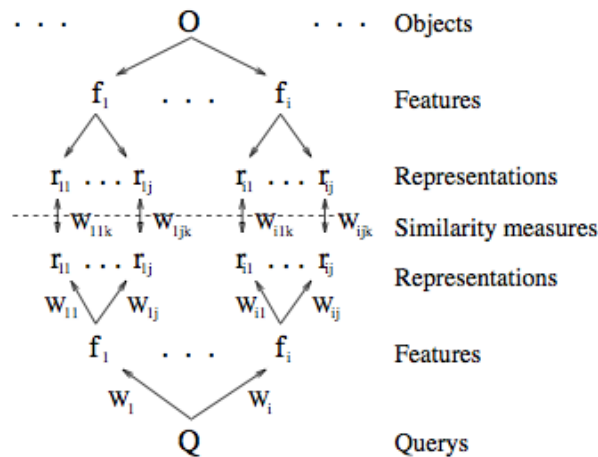 . . . O . . . Objects
f1 . . . fi Features
r11 . . . r1j ri1 . . . rij Representations
w11k w1jk wi1k wijk Similarity measures
r11 . . . r1j ri1 . . . rij Representations
w11 w1j wi1 wij
f1 . . . fi Features
w1 wi
Q Querys